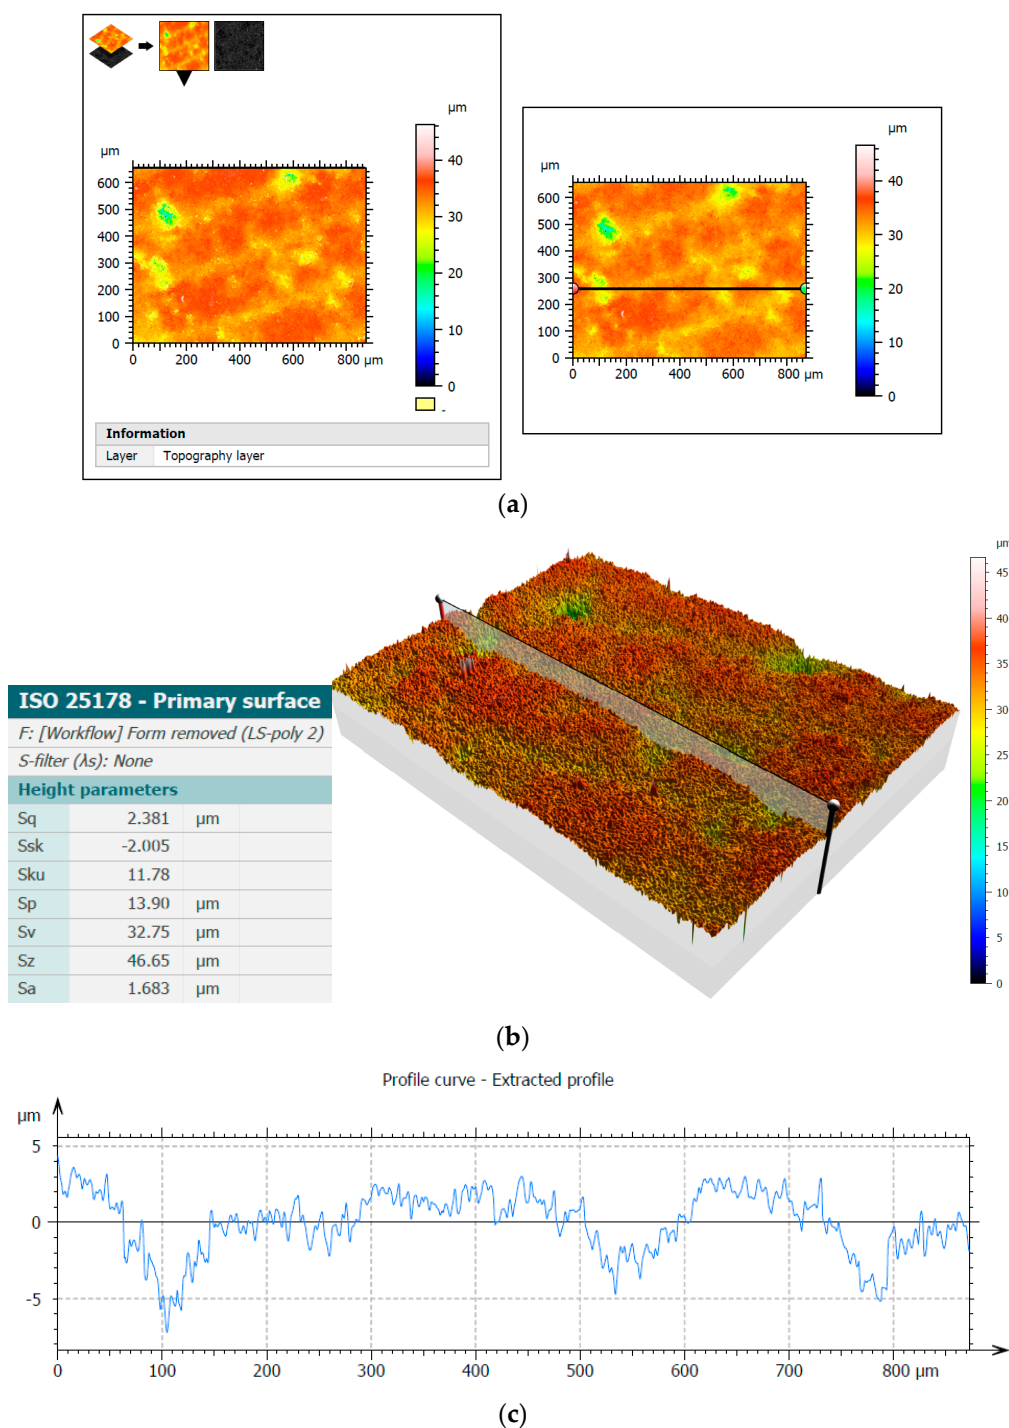 µm
40
30
20
10
0
-
µm
600
500
400
300
200
100
0
0 200 400 600 800 µm
Information
Layer Topography layer
µm
40
30
20
10
0
µm
600
500
400
300
200
100
0
0 200 400 600 800 µm
(a)
µm
45
40
35
30
25
20
15
10
5
0
ISO 25178 - Primary surface
F: [Workflow] Form removed (LS-poly 2)
S-filter (λs): None
Height parameters
Sq 2.381 µm
Ssk -2.005
Sku 11.78
Sp 13.90 µm
Sv 32.75 µm
Sz 46.65 µm
Sa 1.683 µm
(b)
Profile curve - Extracted profile
µm
5
0
-5
0 100 200 300 400 500 600 700 800 µm
(c)